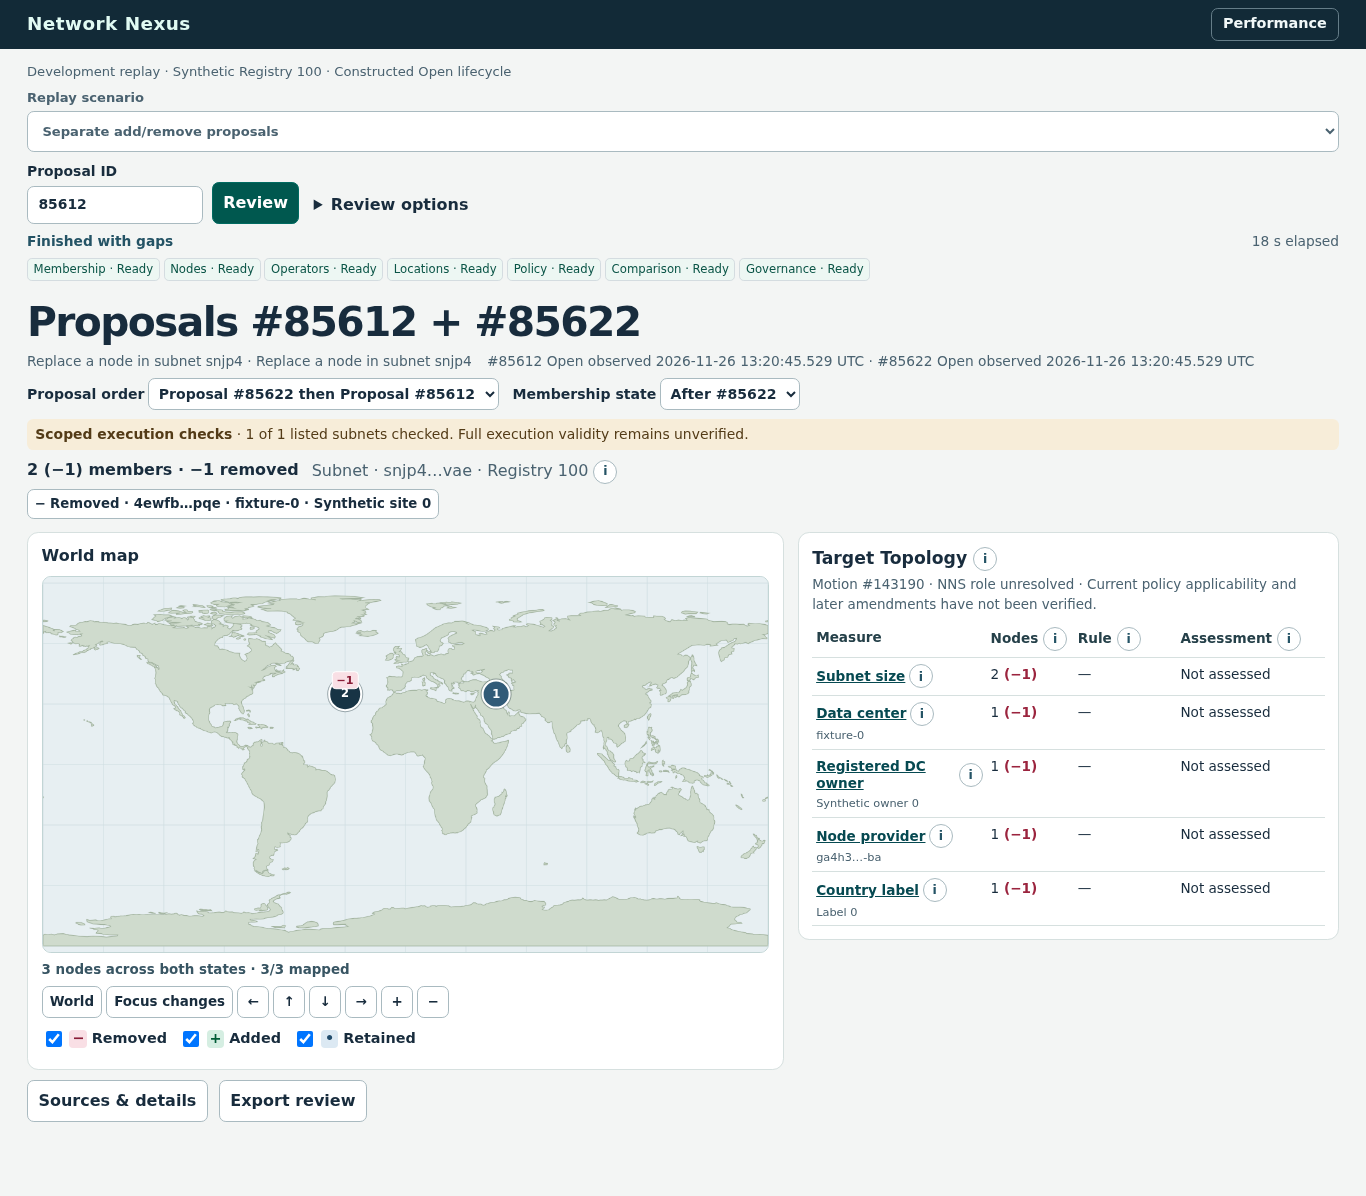 Network Nexus
Performance
Development replay · Synthetic Registry 100 · Constructed Open lifecycle
Replay scenario
Separate add/remove proposals
Proposal ID
85612
Review
▶ Review options
Finished with gaps
18 s elapsed
Membership · Ready
Nodes · Ready
Operators · Ready
Locations · Ready
Policy · Ready
Comparison · Ready
Governance · Ready
Proposals #85612 + #85622
Replace a node in subnet snjp4 · Replace a node in subnet snjp4 #85612 Open observed 2026-11-26 13:20:45.529 UTC · #85622 Open observed 2026-11-26 13:20:45.529 UTC
Proposal order
Proposal #85622 then Proposal #85612
Membership state
After #85622
Scoped execution checks · 1 of 1 listed subnets checked. Full execution validity remains unverified.
2 (−1) members · −1 removed Subnet · snjp4…vae · Registry 100 i
− Removed · 4ewfb…pqe · fixture-0 · Synthetic site 0
World map
−1
2
1
3 nodes across both states · 3/3 mapped
World
Focus changes
←
↑
↓
→
+
−
− Removed
+ Added
• Retained
Target Topology i
Motion #143190 · NNS role unresolved · Current policy applicability and
later amendments have not been verified.
Measure Nodes i Rule i Assessment i
Subnet size i 2 (−1) — Not assessed
Data center i 1 (−1) — Not assessed
fixture-0
Registered DC owner i 1 (−1) — Not assessed
Synthetic owner 0
Node provider i 1 (−1) — Not assessed
ga4h3…-ba
Country label i 1 (−1) — Not assessed
Label 0
Sources & details
Export review